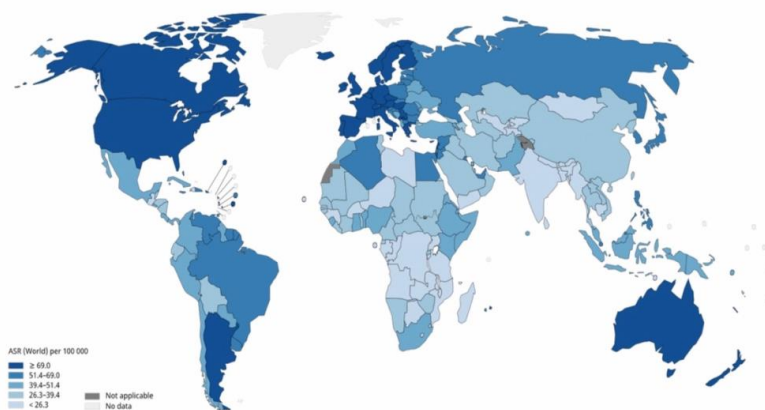 ASR (World) per 100 000
≥ 69.0
51.4–69.0
39.4–51.4
26.3–39.4
< 26.3
Not applicable
No data